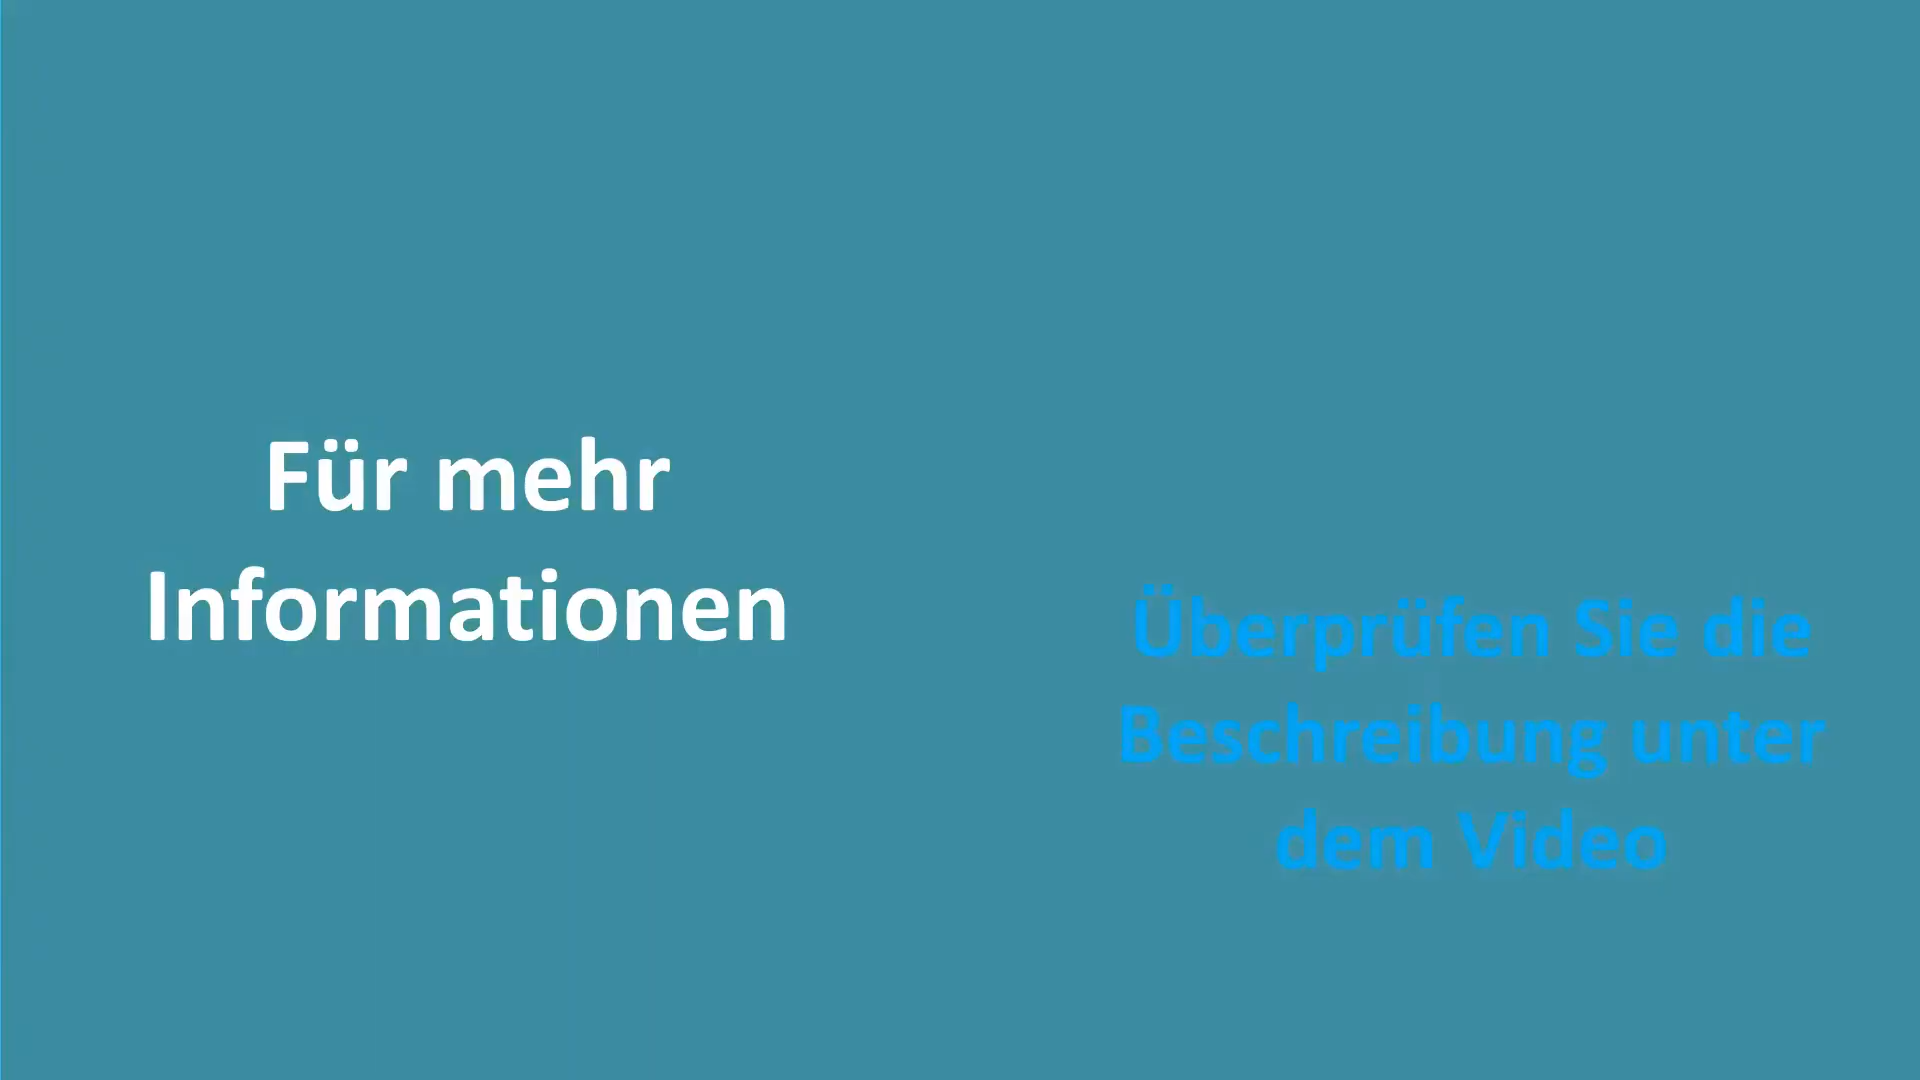 Für mehr
Informationen
Überprüfen Sie die
Beschreibung unter
dem Video